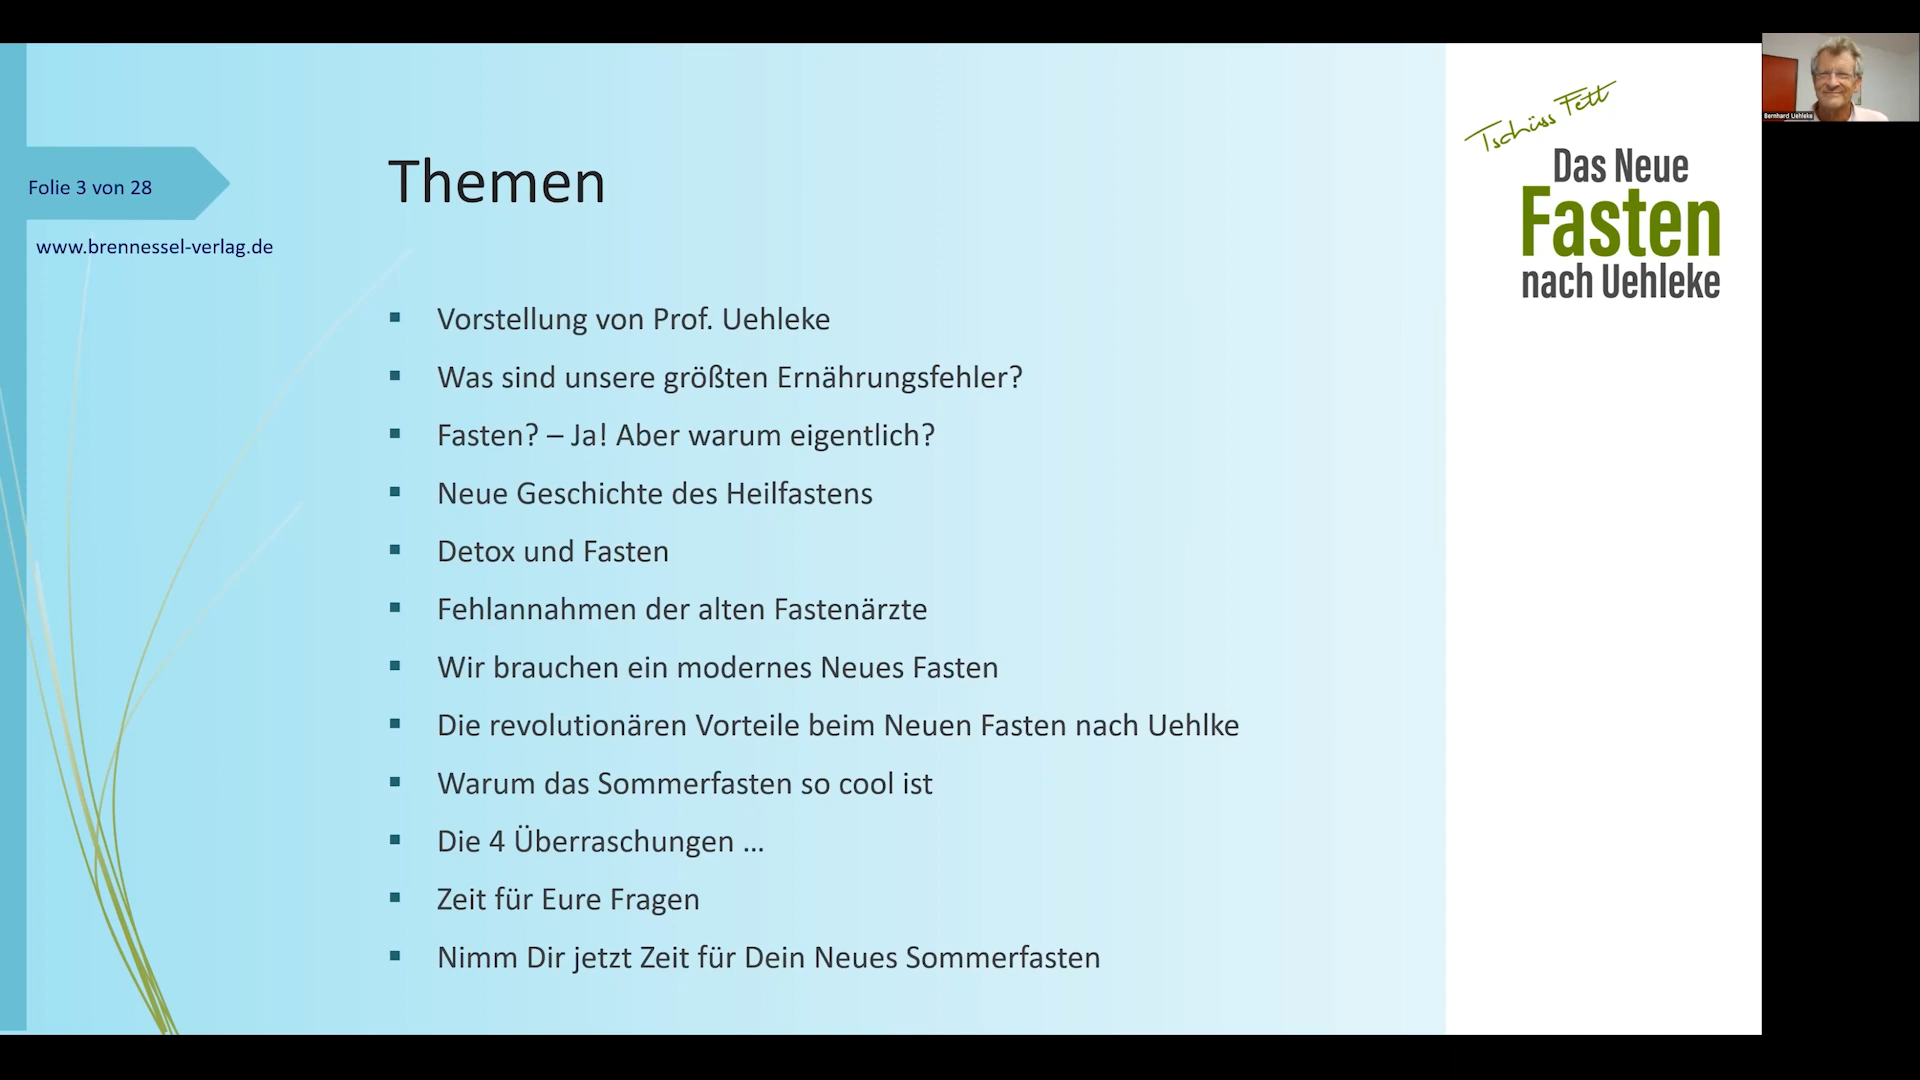 Folie 3 von 28
www.brennessel-verlag.de
Themen
Vorstellung von Prof. Uehleke
Was sind unsere größten Ernährungsfehler?
Fasten? – Ja! Aber warum eigentlich?
Neue Geschichte des Heilfastens
Detox und Fasten
Fehlannahmen der alten Fastenärzte
Wir brauchen ein modernes Neues Fasten
Die revolutionären Vorteile beim Neuen Fasten nach Uehlke
Warum das Sommerfasten so cool ist
Die 4 Überraschungen ...
Zeit für Eure Fragen
Nimm Dir jetzt Zeit für Dein Neues Sommerfasten
Tschüss Fett
Das Neue
Fasten
nach Uehleke
Bernhard Uehleke